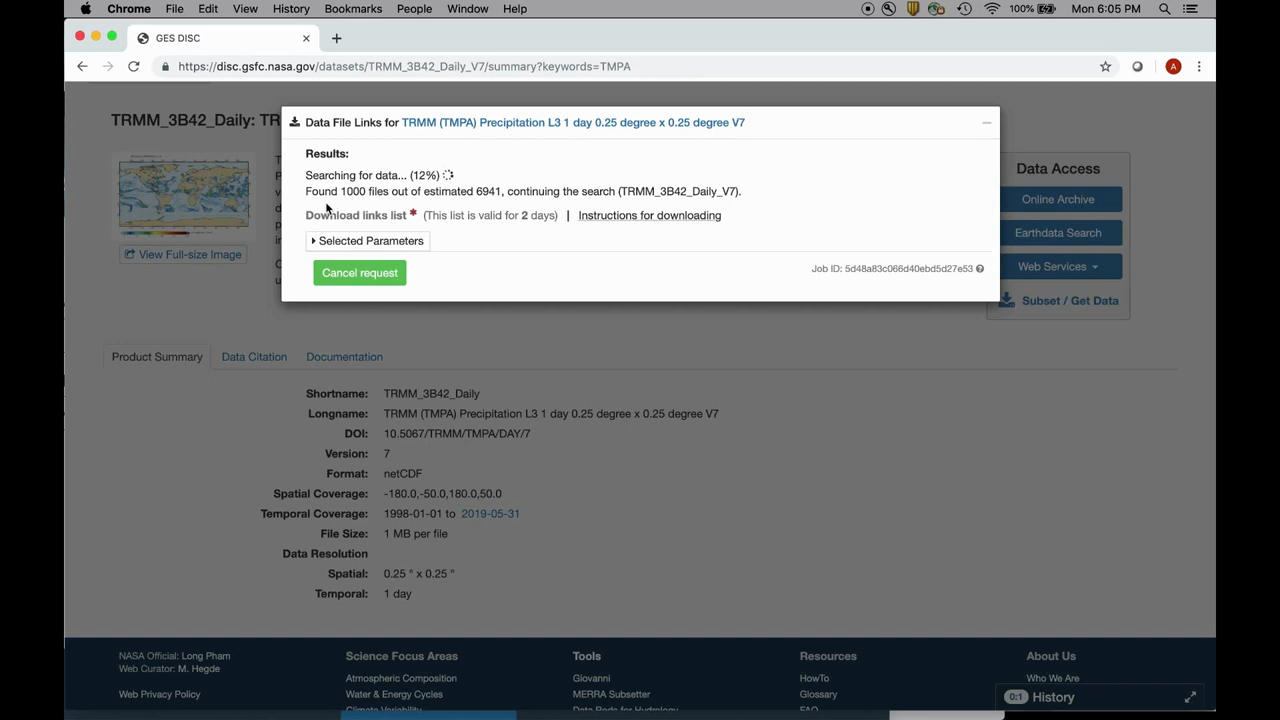 Chrome File Edit View History Bookmarks People Window Help 100% Mon 6:05 PM
GES DISC
https://disc.gsfc.nasa.gov/datasets/TRMM_3B42_Daily_V7/summary?keywords=TMPA
A
TRMM_3B42_Daily: TR
Data File Links for TRMM (TMPA) Precipitation L3 1 day 0.25 degree x 0.25 degree V7
Results:
Searching for data... (12%)
Found 1000 files out of estimated 6941, continuing the search (TRMM_3B42_Daily_V7).
Download links list * (This list is valid for 2 days) | Instructions for downloading
Selected Parameters
Cancel request
Job ID: 5d48a83c066d40ebd5d27e53
View Full-size Image
Data Access
Online Archive
Earthdata Search
Web Services
Subset / Get Data
Product Summary Data Citation Documentation
Shortname: TRMM_3B42_Daily
Longname: TRMM (TMPA) Precipitation L3 1 day 0.25 degree x 0.25 degree V7
DOI: 10.5067/TRMM/TMPA/DAY/7
Version: 7
Format: netCDF
Spatial Coverage: -180.0,-50.0,180.0,50.0
Temporal Coverage: 1998-01-01 to 2019-05-31
File Size: 1 MB per file
Data Resolution
Spatial: 0.25 ° x 0.25 °
Temporal: 1 day
NASA Official: Long Pham
Web Curator: M. Hegde
Web Privacy Policy
Science Focus Areas
Atmospheric Composition
Water & Energy Cycles
Climate Variability
Tools
Giovanni
MERRA Subsetter
Data Rods for Hydrology
Resources
HowTo
Glossary
FAQ
About Us
Who We Are
0:1 History